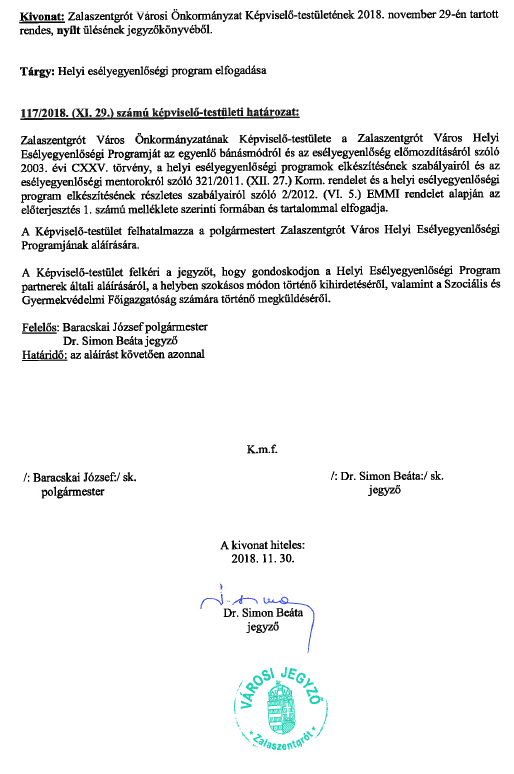 Kivonat: Zalaszentgrót Városi Önkormányzat Képviselő-testületének 2018. november 29-én tartott
rendes, nyílt ülésének jegyzőkönyvéből.
Tárgy: Helyi esélyegyenlőségi program elfogadása
117/2018. (XI. 29.) számú képviselő-testületi határozat:
Zalaszentgrót Város Önkormányzatának Képviselő-testülete a Zalaszentgrót Város Helyi
Esélyegyenlőségi Programját az egyenlő bánásmódról és az esélyegyenlőség előmozdításáról szóló
2003. évi CXXV. törvény, a helyi esélyegyenlőségi programok elkészítésének szabályairól és az
esélyegyenlőségi mentorokról szóló 321/2011. (XII. 27.) Korm. rendelet és a helyi esélyegyenlőségi
program elkészítésének részletes szabályairól szóló 2/2012. (VI. 5.) EMMI rendelet alapján az
előterjesztés 1. számú melléklete szerinti formában és tartalommal elfogadja.
A Képviselő-testület felhatalmazza a polgármestert Zalaszentgrót Város Helyi Esélyegyenlőségi
Programjának aláírására.
A Képviselő-testület felkéri a jegyzőt, hogy gondoskodjon a Helyi Esélyegyenlőségi Program
partnerek általi aláírásáról, a helyben szokásos módon történő kihirdetéséről, valamint a Szociális és
Gyermekvédelmi Főigazgatóság számára történő megküldéséről.
Felelős: Baracskai József polgármester
Dr. Simon Beáta jegyző
Határidő: az aláírást követően azonnal
K.m.f.
/: Baracskai József:/ sk.
polgármester
/: Dr. Simon Beáta:/ sk.
jegyző
A kivonat hiteles:
2018. 11. 30.
Dr. Simon Beáta
jegyző
VÁROSI JEGYZŐ
* Zalaszentgrót *